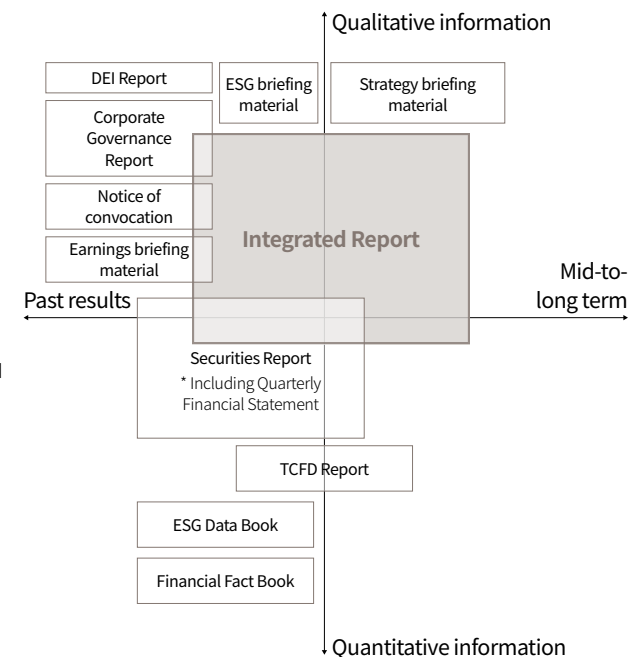 Qualitative information
DEI Report
ESG briefing
material
Strategy briefing
material
Corporate
Governance
Report
Notice of
convocation
Integrated Report
Earnings briefing
material
Mid-to-
long term
Past results
Securities Report
* Including Quarterly
Financial Statement
TCFD Report
ESG Data Book
Financial Fact Book
Quantitative information